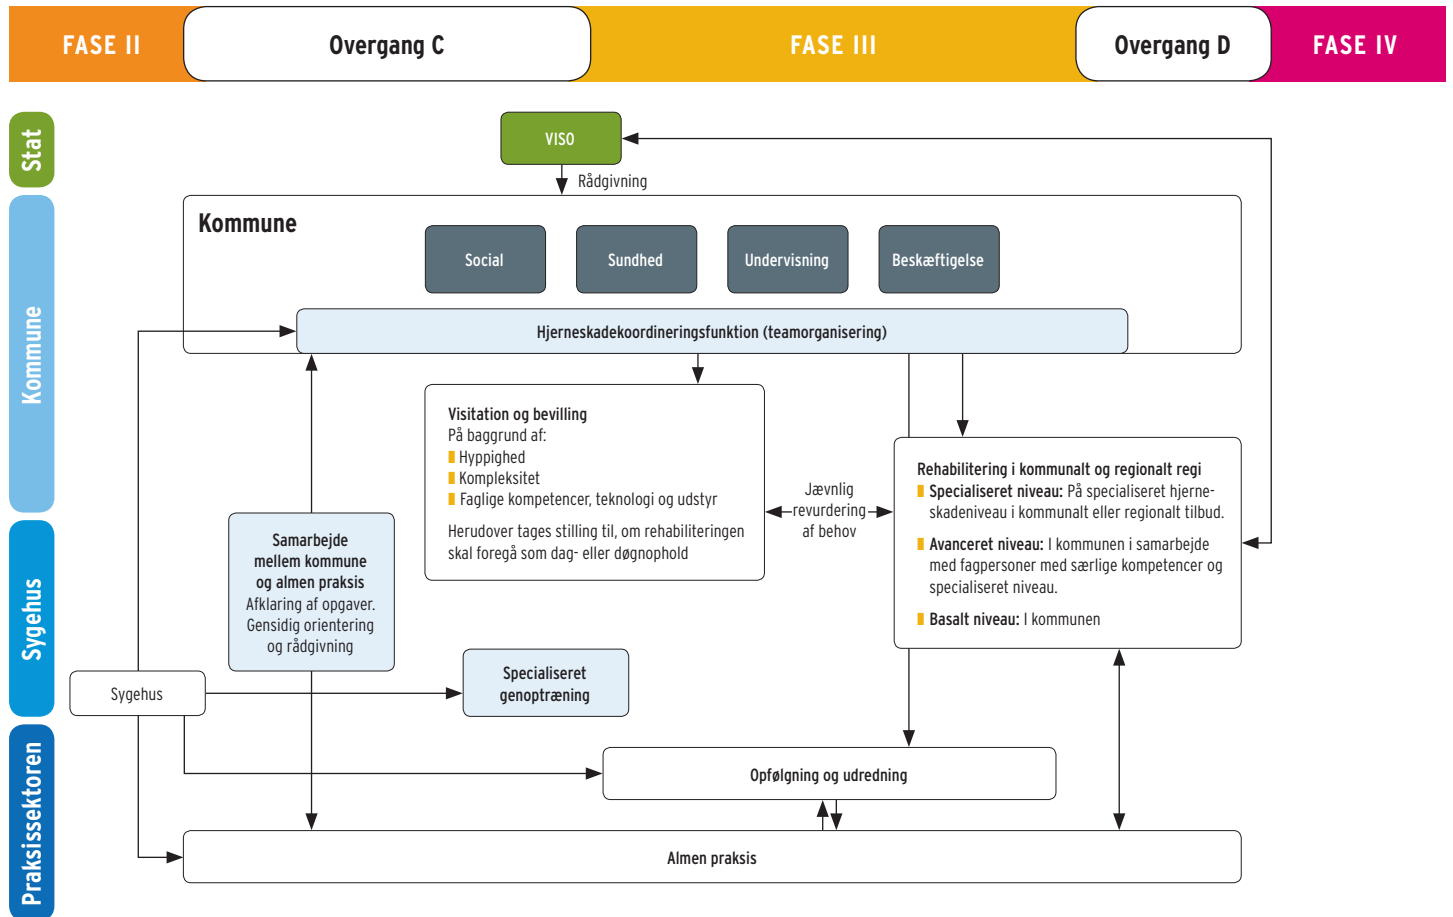 FASE II
Overgang C
FASE III
Overgang D
FASE IV
Stat
Kommune
Sygehus
Praksissektoren
VISO
Rådgivning
Kommune
Social
Sundhed
Undervisning
Beskæftigelse
Hjerneskadekoordineringsfunktion (teamorganisering)
Visitation og bevilling
På baggrund af:
Hyppighed
Kompleksitet
Faglige kompetencer, teknologi og udstyr
Herudover tages stilling til, om rehabiliteringen
skal foregå som dag- eller døgnophold
Jævnlig
revurdering
af behov
Rehabilitering i kommunalt og regionalt regi
Specialiseret niveau: På specialiseret hjerne-
skadeniveau i kommunalt eller regionalt tilbud.
Avanceret niveau: I kommunen i samarbejde
med fagpersoner med særlige kompetencer og
specialiseret niveau.
Basalt niveau: I kommunen
Samarbejde
mellem kommune
og almen praksis
Afklaring af opgaver.
Gensidig orientering
og rådgivning
Sygehus
Specialiseret
genoptræning
Opfølgning og udredning
Almen praksis